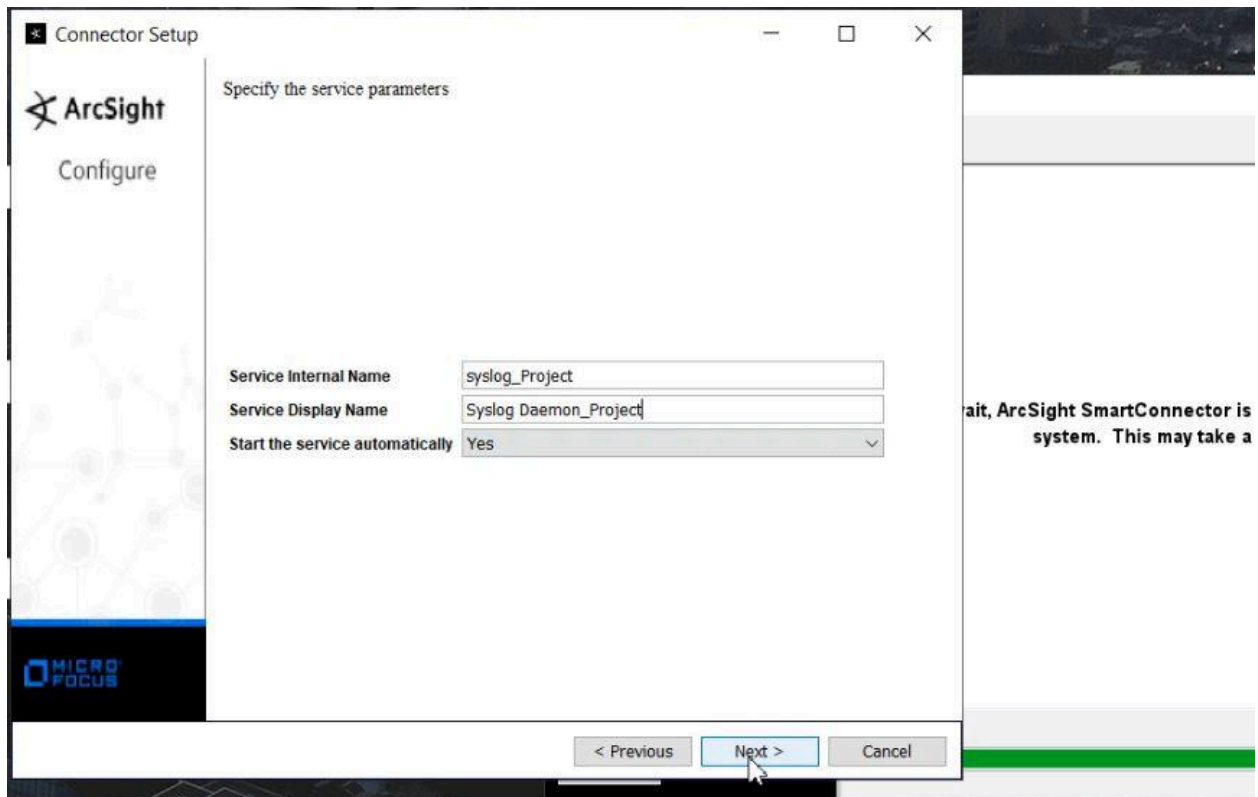 Connector Setup
ArcSight
Configure
Specify the service parameters
Service Internal Name syslog_Project
Service Display Name Syslog Daemon_Project
Start the service automatically Yes
ait, ArcSight SmartConnector is
system. This may take a
MICRO
FOCUS
< Previous Next > Cancel